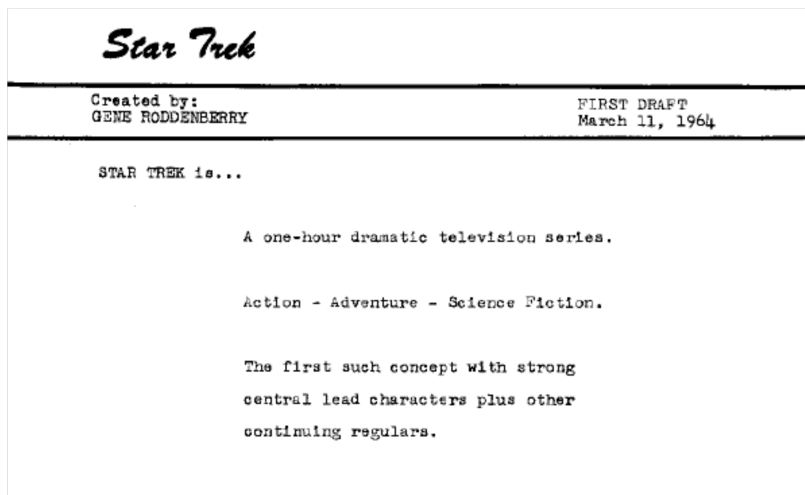 Star Trek
Created by:
GENE RODDENBERRY
FIRST DRAFT
March 11, 1964
STAR TREK is...
A one-hour dramatic television series.
Action - Adventure - Science Fiction.
The first such concept with strong
central lead characters plus other
continuing regulars.